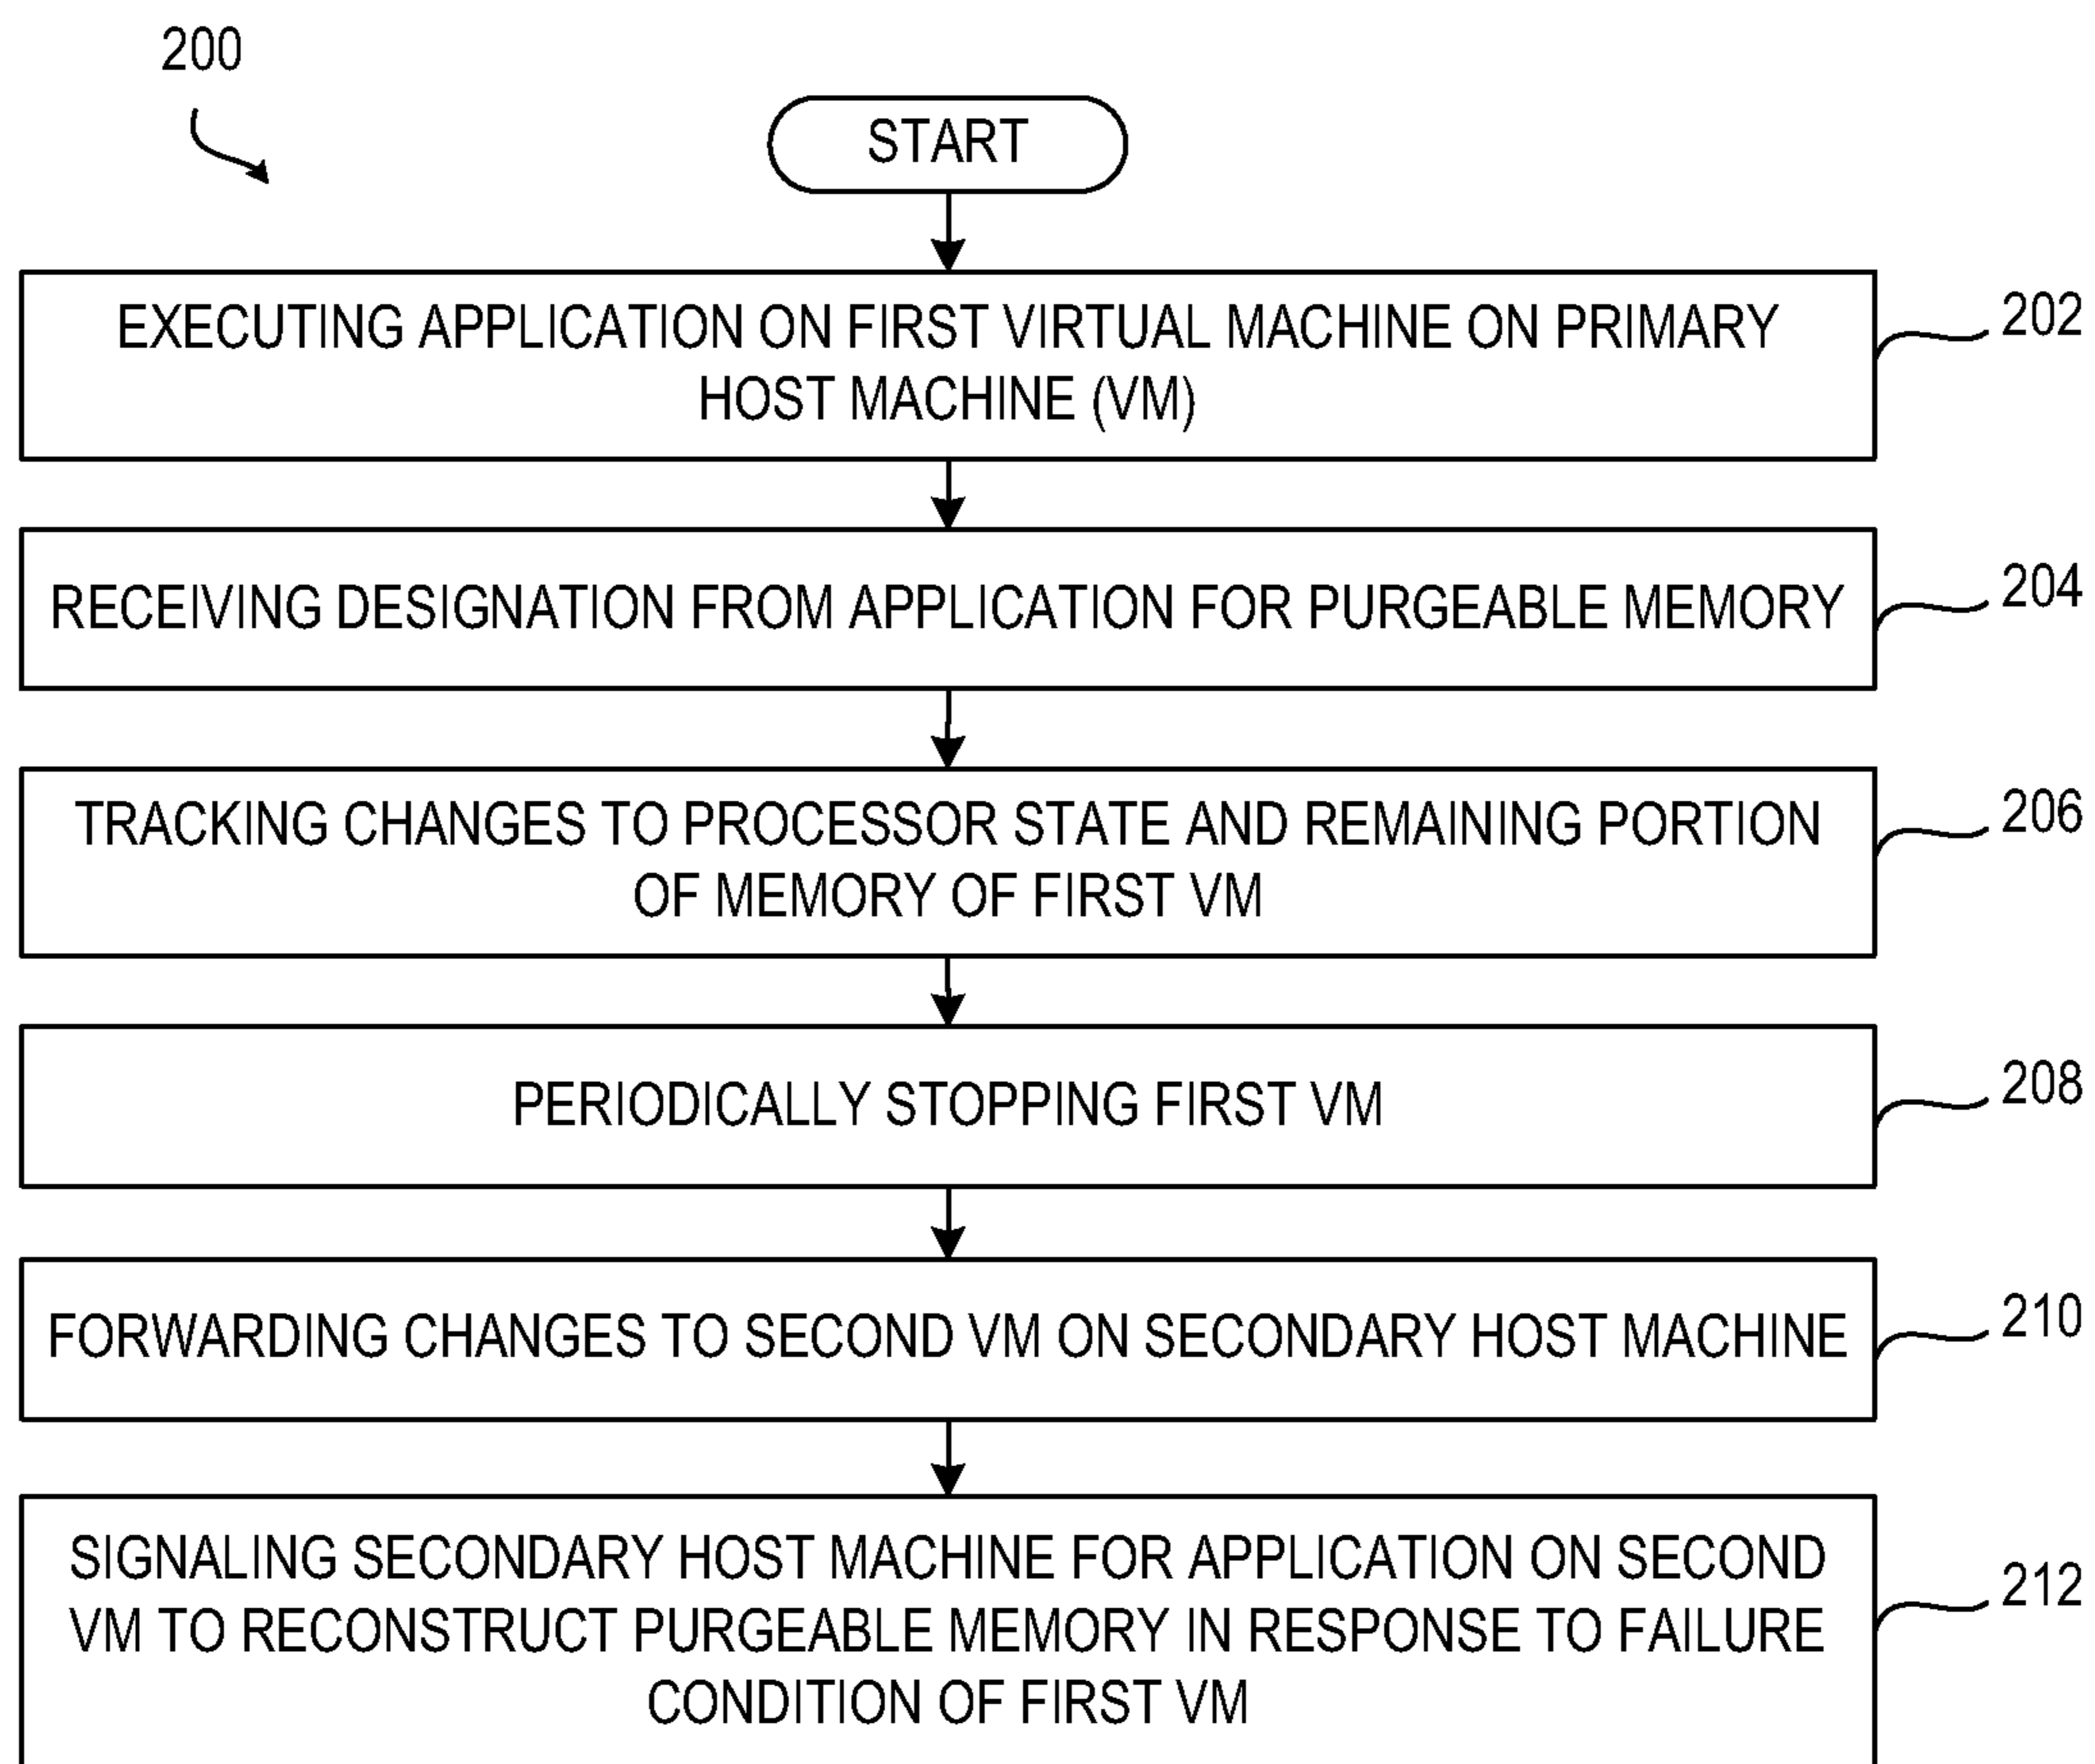 200
START
EXECUTING APPLICATION ON FIRST VIRTUAL MACHINE ON PRIMARY
HOST MACHINE (VM)
202
RECEIVING DESIGNATION FROM APPLICATION FOR PURGEABLE MEMORY
204
TRACKING CHANGES TO PROCESSOR STATE AND REMAINING PORTION
OF MEMORY OF FIRST VM
206
PERIODICALLY STOPPING FIRST VM
208
FORWARDING CHANGES TO SECOND VM ON SECONDARY HOST MACHINE
210
SIGNALING SECONDARY HOST MACHINE FOR APPLICATION ON SECOND
VM TO RECONSTRUCT PURGEABLE MEMORY IN RESPONSE TO FAILURE
CONDITION OF FIRST VM
212